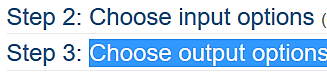 Step 2: Choose input options (
Step 3: Choose output options